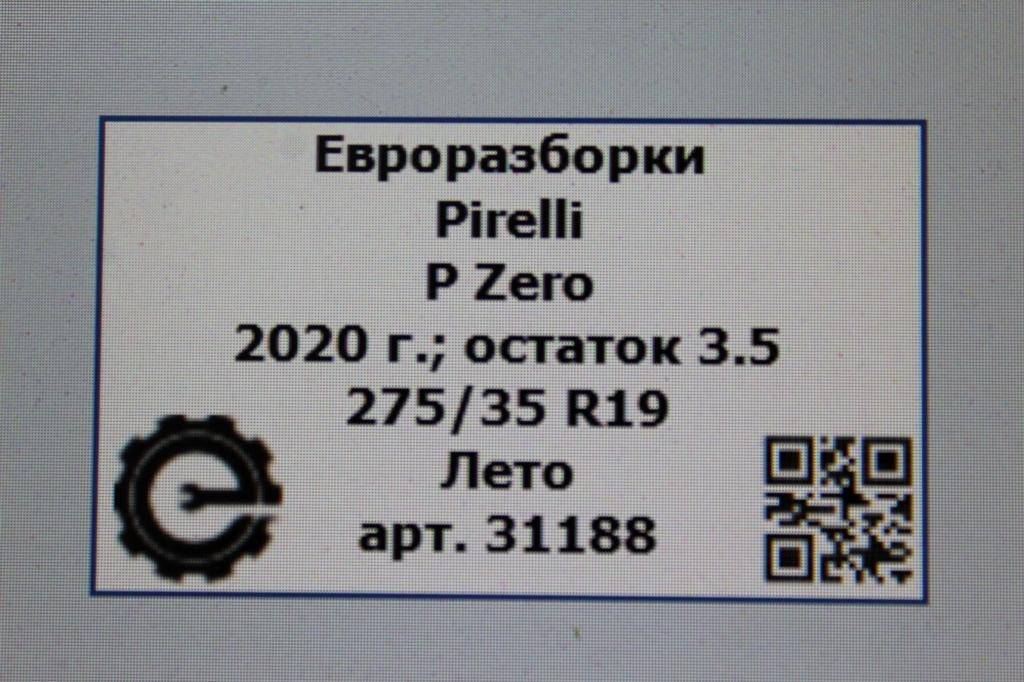 Евроразборки
Pirelli
P Zero
2020 г.; остаток 3.5
275/35 R19
Лето
арт. 31188